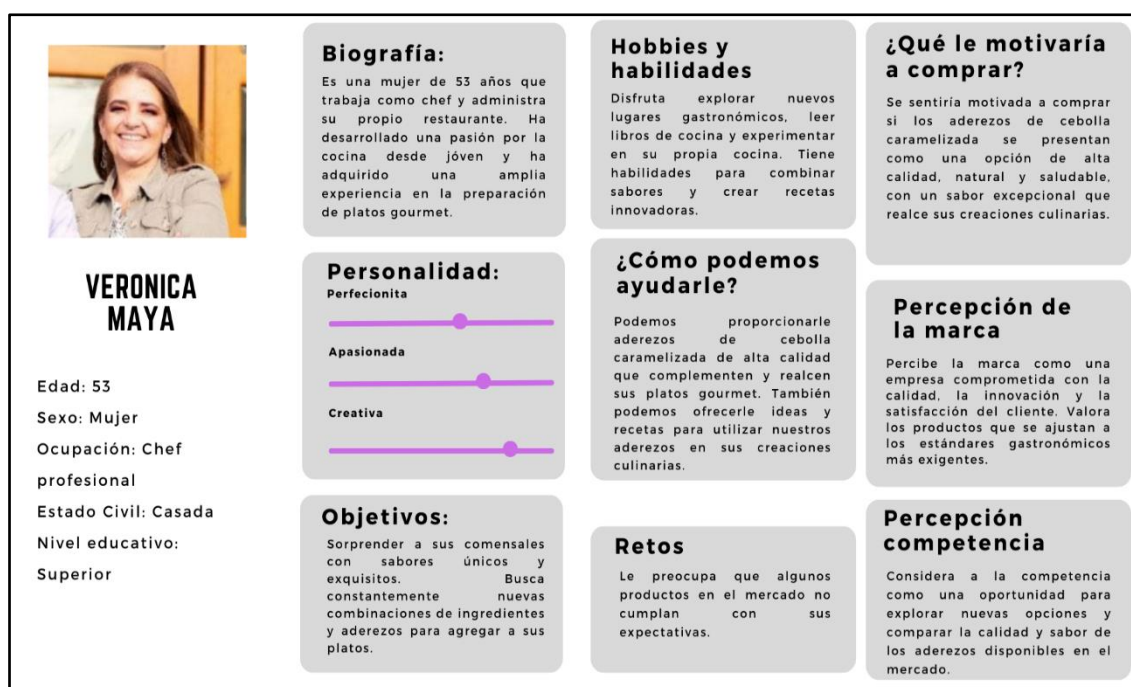 VERONICA
MAYA
Edad: 53
Sexo: Mujer
Ocupación: Chef
profesional
Estado Civil: Casada
Nivel educativo:
Superior
Biografía:
Es una mujer de 53 años que
trabaja como chef y administra
su propio restaurante. Ha
desarrollado una pasión por la
cocina desde jóven y ha
adquirido una amplia
experiencia en la preparación
de platos gourmet.
Personalidad:
Perfecionita
Apasionada
Creativa
Objetivos:
Sorprender a sus comensales
con sabores únicos y
exquisitos. Busca
constantemente nuevas
combinaciones de ingredientes
y aderezos para agregar a sus
platos.
Hobbies y
habilidades
Disfruta explorar nuevos
lugares gastronómicos, leer
libros de cocina y experimentar
en su propia cocina. Tiene
habilidades para combinar
sabores y crear recetas
innovadoras.
¿Cómo podemos
ayudarle?
Podemos proporcionarle
aderezos de cebolla
caramelizada de alta calidad
que complementen y realcen
sus platos gourmet. También
podemos ofrecerle ideas y
recetas para utilizar nuestros
aderezos en sus creaciones
culinarias.
Retos
Le preocupa que algunos
productos en el mercado no
cumplan con sus
expectativas.
¿Qué le motivaría
a comprar?
Se sentiría motivada a comprar
si los aderezos de cebolla
caramelizada se presentan
como una opción de alta
calidad, natural y saludable,
con un sabor excepcional que
realce sus creaciones culinarias.
Percepción de
la marca
Percibe la marca como una
empresa comprometida con la
calidad, la innovación y la
satisfacción del cliente. Valora
los productos que se ajustan a
los estándares gastronómicos
más exigentes.
Percepción
competencia
Considera a la competencia
como una oportunidad para
explorar nuevas opciones y
comparar la calidad y sabor de
los aderezos disponibles en el
mercado.